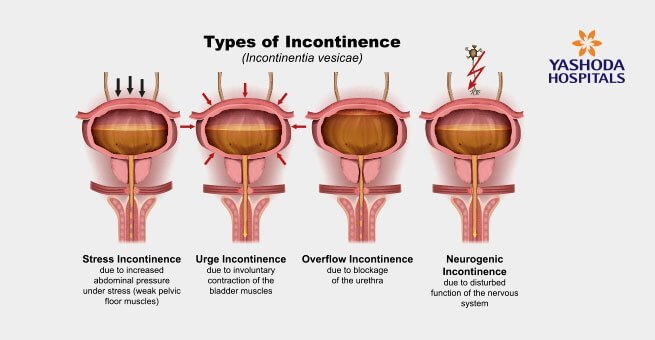 Types of Incontinence
(Incontinentia vesicae)
YASHODA
HOSPITALS
Stress Incontinence
due to increased
abdominal pressure
under stress (weak pelvic
floor muscles)
Urge Incontinence
due to involuntary
contraction of the
bladder muscles
Overflow Incontinence
due to blockage
of the urethra
Neurogenic
Incontinence
due to disturbed
function of the nervous
system